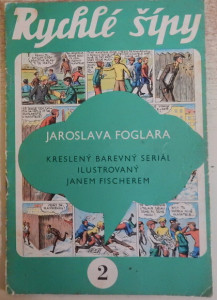 Rychlé šípy
JAROSLAVA FOGLARA
KRESLENÝ BAREVNÝ SERIÁL
ILUSTROVANÝ
JANEM FISCHEREM
2